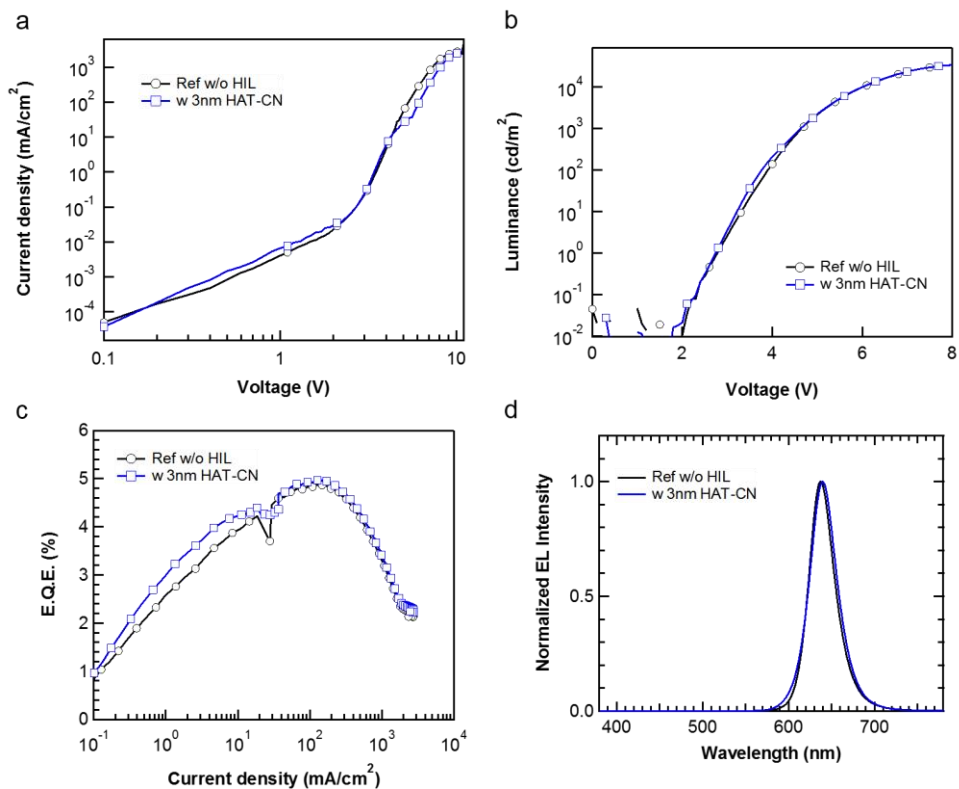 a
Current density (mA/cm²)
10³
10²
10¹
10⁰
10⁻¹
10⁻²
10⁻³
10⁻⁴
Ref w/o HIL
w 3nm HAT-CN
0.1 1 10
Voltage (V)
b
Luminance (cd/m²)
10⁴
10³
10²
10¹
10⁰
10⁻¹
10⁻²
Ref w/o HIL
w 3nm HAT-CN
0 2 4 6 8
Voltage (V)
c
E.Q.E. (%)
6
5
4
3
2
1
0
Ref w/o HIL
w 3nm HAT-CN
10⁻¹ 10⁰ 10¹ 10² 10³ 10⁴
Current density (mA/cm²)
d
Normalized EL Intensity
1.0
0.5
0.0
Ref w/o HIL
w 3nm HAT-CN
400 500 600 700
Wavelength (nm)